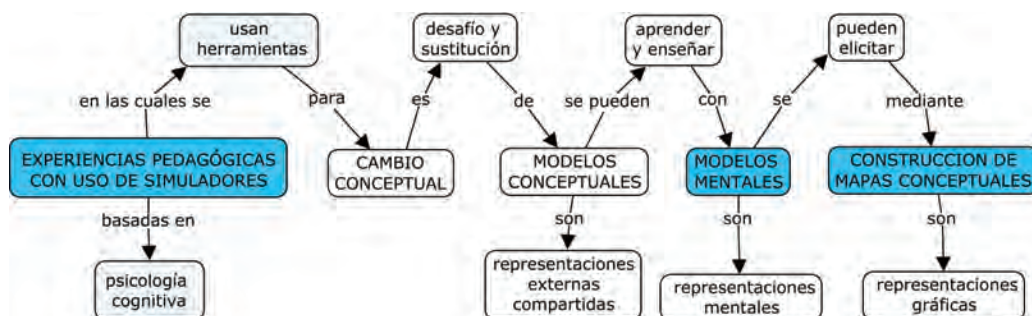 usan
herramientas
desafío y
sustitución
aprender
y enseñar
pueden
elicitar
en las cuales se
para
es
de
se pueden
con
se
mediante
EXPERIENCIAS PEDAGÓGICAS
CON USO DE SIMULADORES
CAMBIO
CONCEPTUAL
MODELOS
CONCEPTUALES
MODELOS
MENTALES
CONSTRUCCION DE
MAPAS CONCEPTUALES
basadas en
son
son
son
psicología
cognitiva
representaciones
externas
compartidas
representaciones
mentales
representaciones
gráficas